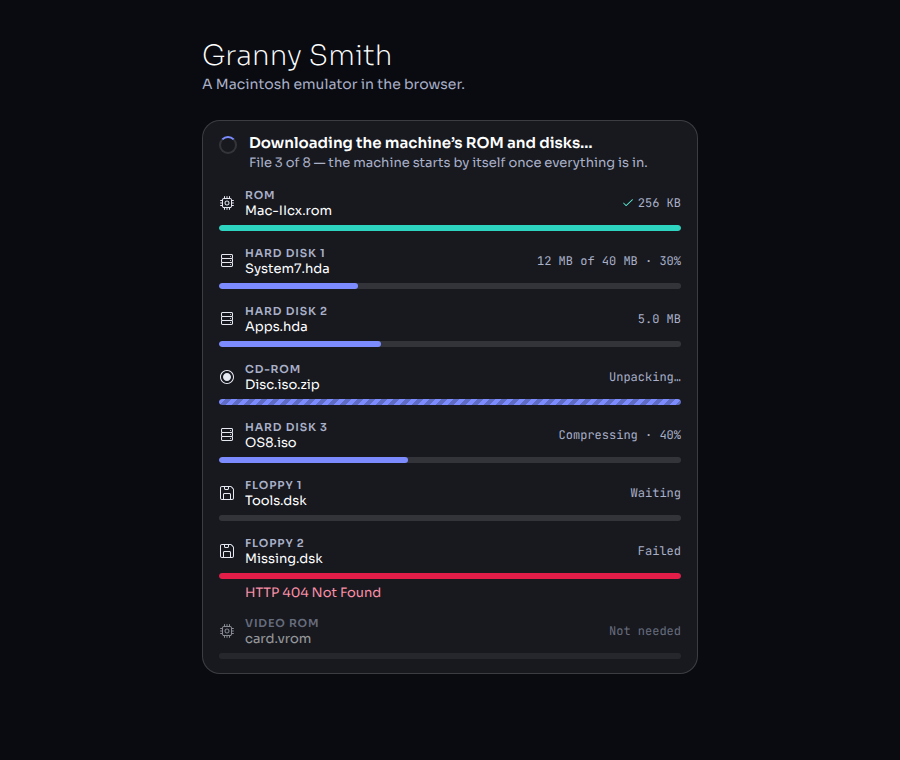 Granny Smith
A Macintosh emulator in the browser.
Downloading the machine’s ROM and disks…
File 3 of 8 — the machine starts by itself once everything is in.
ROM
Mac-IIcx.rom
✓ 256 KB
HARD DISK 1
System7.hda
12 MB of 40 MB · 30%
HARD DISK 2
Apps.hda
5.0 MB
CD-ROM
Disc.iso.zip
Unpacking…
HARD DISK 3
OS8.iso
Compressing · 40%
FLOPPY 1
Tools.dsk
Waiting
FLOPPY 2
Missing.dsk
Failed
HTTP 404 Not Found
VIDEO ROM
card.vrom
Not needed